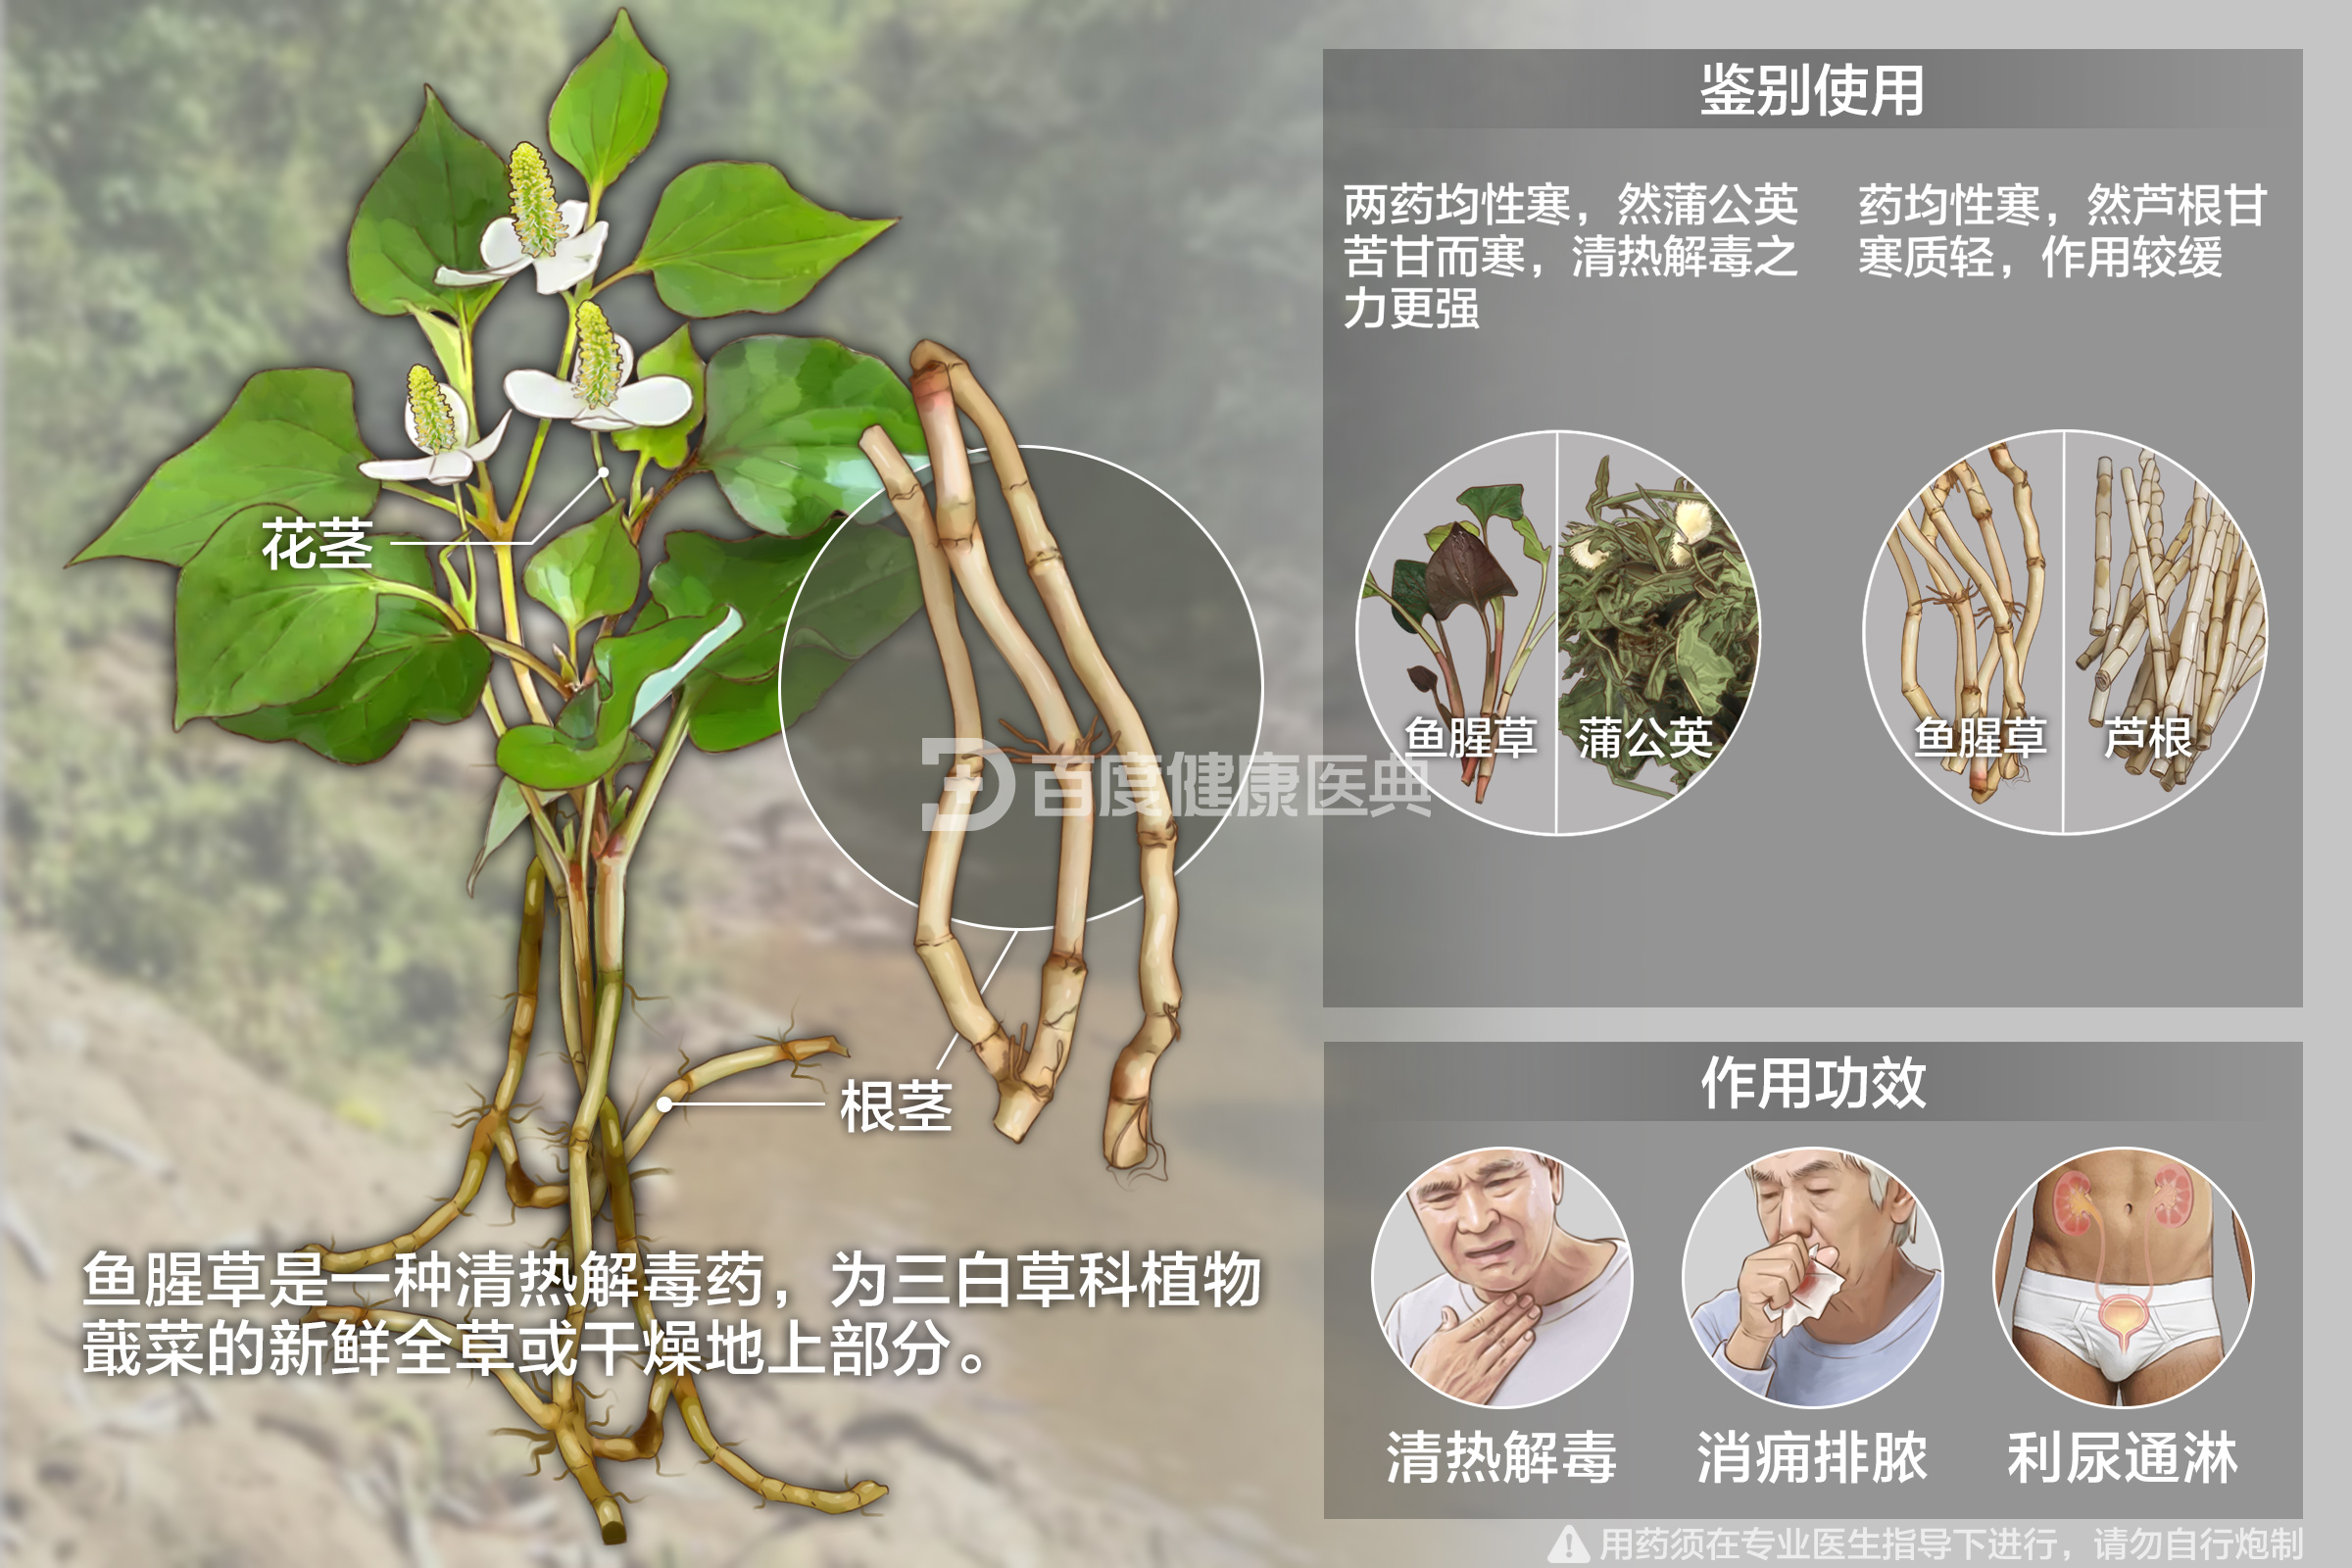 花茎
根茎
鱼腥草是一种清热解毒药，为三白草科植物
蕺菜的新鲜全草或干燥地上部分。
百度健康医典
鉴别使用
两药均性寒，然蒲公英
苦甘而寒，清热解毒之
力更强
药均性寒，然芦根甘
寒质轻，作用较缓
鱼腥草
蒲公英
鱼腥草
芦根
作用功效
清热解毒
消痈排脓
利尿通淋
用药须在专业医生指导下进行，请勿自行炮制